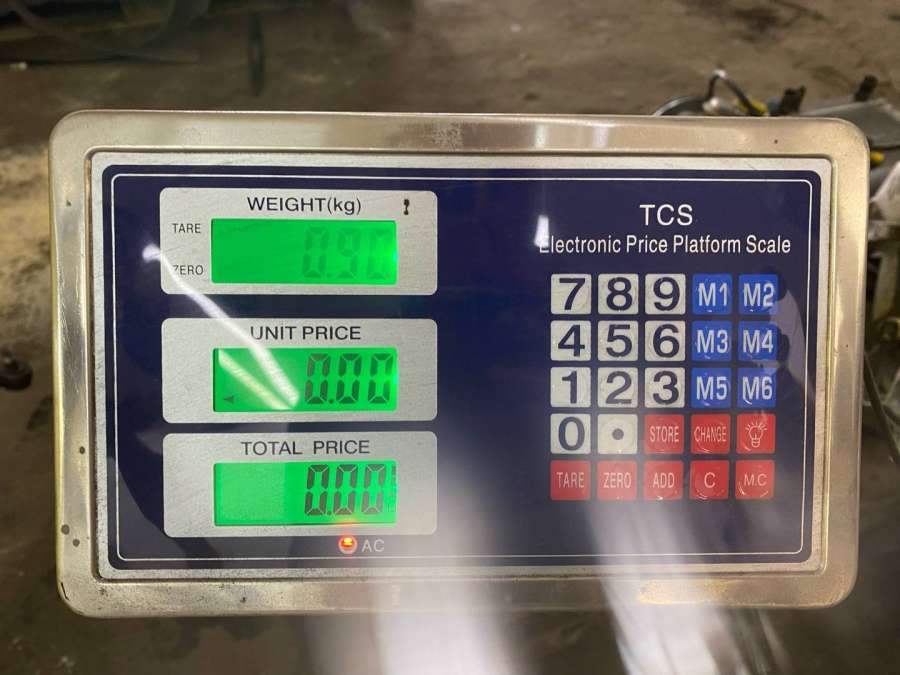 WEIGHT(kg)
TARE
0.90
ZERO
UNIT PRICE
0.00
TOTAL PRICE
0.00
AC
TCS
Electronic Price Platform Scale
7 8 9 M1 M2
4 5 6 M3 M4
1 2 3 M5 M6
0 • STORE CHANGE
TARE ZERO ADD C M.C